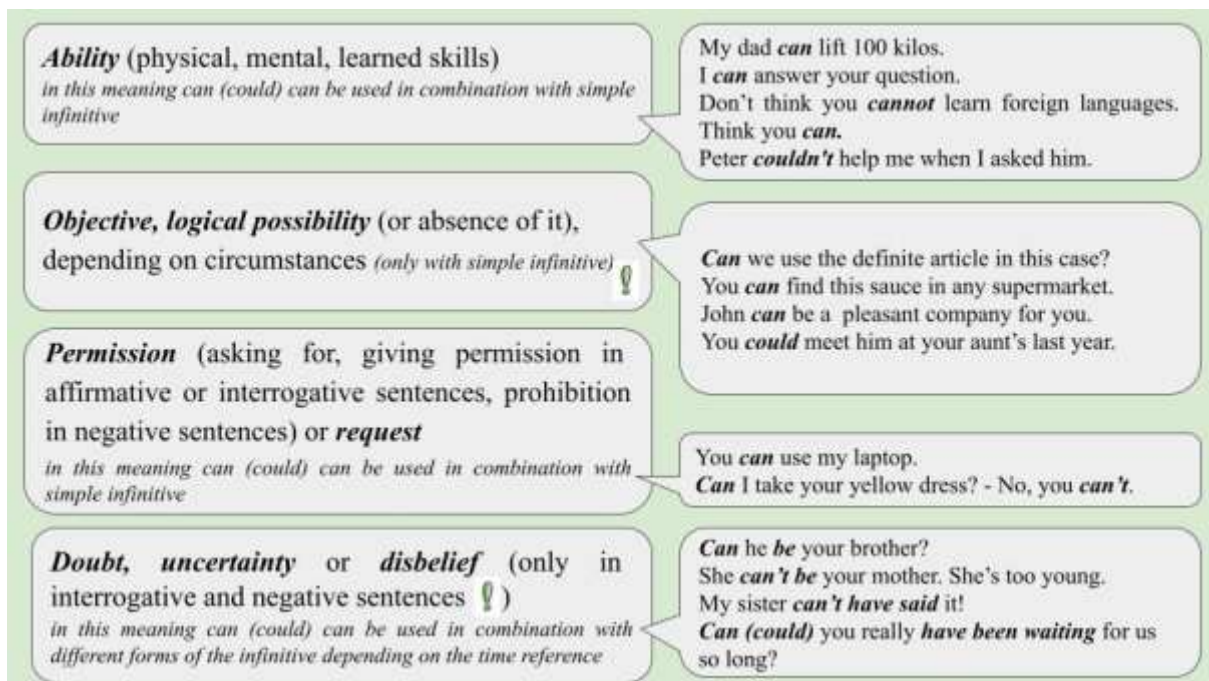 Ability (physical, mental, learned skills)
in this meaning can (could) can be used in combination with simple
infinitive
My dad can lift 100 kilos.
I can answer your question.
Don't think you cannot learn foreign languages.
Think you can.
Peter couldn't help me when I asked him.
Objective, logical possibility (or absence of it),
depending on circumstances (only with simple infinitive)
Can we use the definite article in this case?
You can find this sauce in any supermarket.
John can be a pleasant company for you.
You could meet him at your aunt's last year.
Permission (asking for, giving permission in
affirmative or interrogative sentences, prohibition
in negative sentences) or request
in this meaning can (could) can be used in combination with
simple infinitive
You can use my laptop.
Can I take your yellow dress? - No, you can't.
Doubt, uncertainty or disbelief (only in
interrogative and negative sentences ! )
in this meaning can (could) can be used in combination with
different forms of the infinitive depending on the time reference
Can he be your brother?
She can't be your mother. She's too young.
My sister can't have said it!
Can (could) you really have been waiting for us
so long?